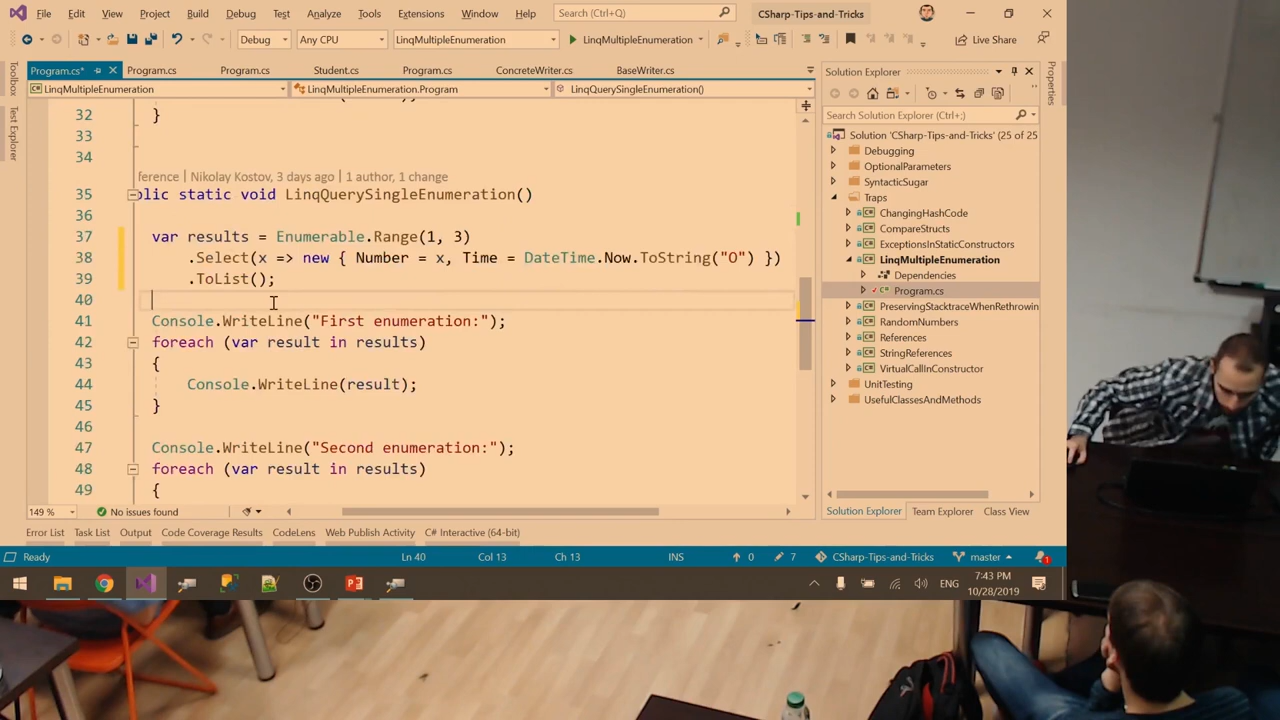 File Edit View Project Build Debug Test Analyze Tools Extensions Window Help Search (Ctrl+Q) CSharp-Tips-and-Tricks
Debug Any CPU LinqMultipleEnumeration LinqMultipleEnumeration Live Share
Program.cs* Program.cs Program.cs Student.cs Program.cs ConcreteWriter.cs BaseWriter.cs
LinqMultipleEnumeration LinqMultipleEnumeration.Program LinqQuerySingleEnumeration()
Toolbox
Test Explorer
32 }
33
34
ference | Nikolay Kostov, 3 days ago | 1 author, 1 change
35 blic static void LinqQuerySingleEnumeration()
36
37 var results = Enumerable.Range(1, 3)
38 .Select(x => new { Number = x, Time = DateTime.Now.ToString("O") })
39 .ToList();
40
41 Console.WriteLine("First enumeration:");
42 foreach (var result in results)
43 {
44 Console.WriteLine(result);
45 }
46
47 Console.WriteLine("Second enumeration:");
48 foreach (var result in results)
49 {
149 % No issues found
Error List Task List Output Code Coverage Results CodeLens Web Publish Activity C# Interactive (64-bit)
Solution Explorer
Search Solution Explorer (Ctrl+;)
Solution 'CSharp-Tips-and-Tricks' (25 of 25
Debugging
OptionalParameters
SyntacticSugar
Traps
ChangingHashCode
CompareStructs
ExceptionsInStaticConstructors
LinqMultipleEnumeration
Dependencies
Program.cs
PreservingStacktraceWhenRethrowin
RandomNumbers
References
StringReferences
VirtualCallInConstructor
UnitTesting
UsefulClassesAndMethods
Solution Explorer Team Explorer Class View
Properties
Ready Ln 40 Col 13 Ch 13 INS 0 7 CSharp-Tips-and-Tricks master 1
ENG 7:43 PM
10/28/2019